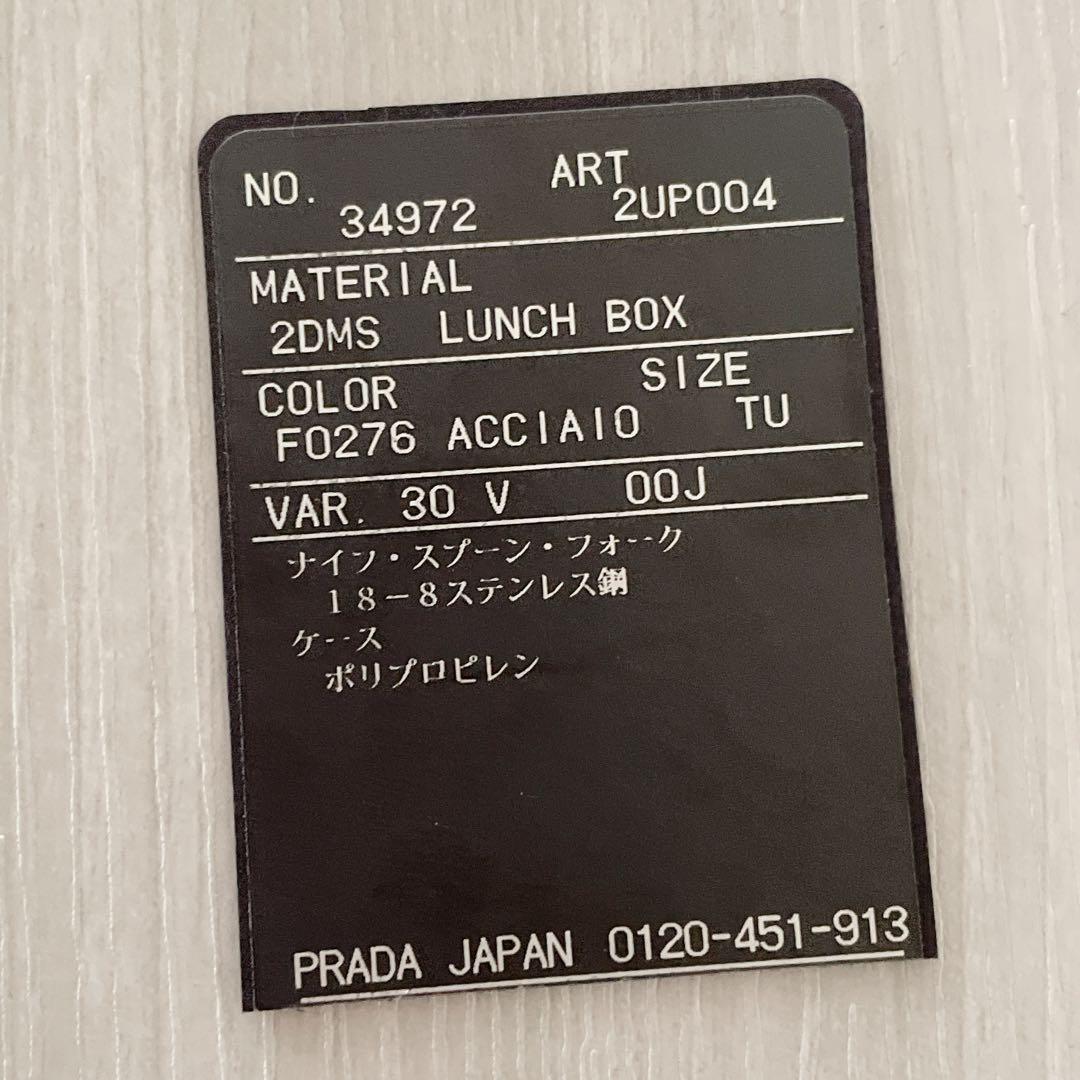 NO. ART
34972 2UP004
MATERIAL
2DMS LUNCH BOX
COLOR SIZE
F0276 ACCIAIO TU
VAR. 30 V 00J
ナイフ・スプーン・フォーク
18-8ステンレス鋼
ケース
ポリプロピレン
PRADA JAPAN 0120-451-913